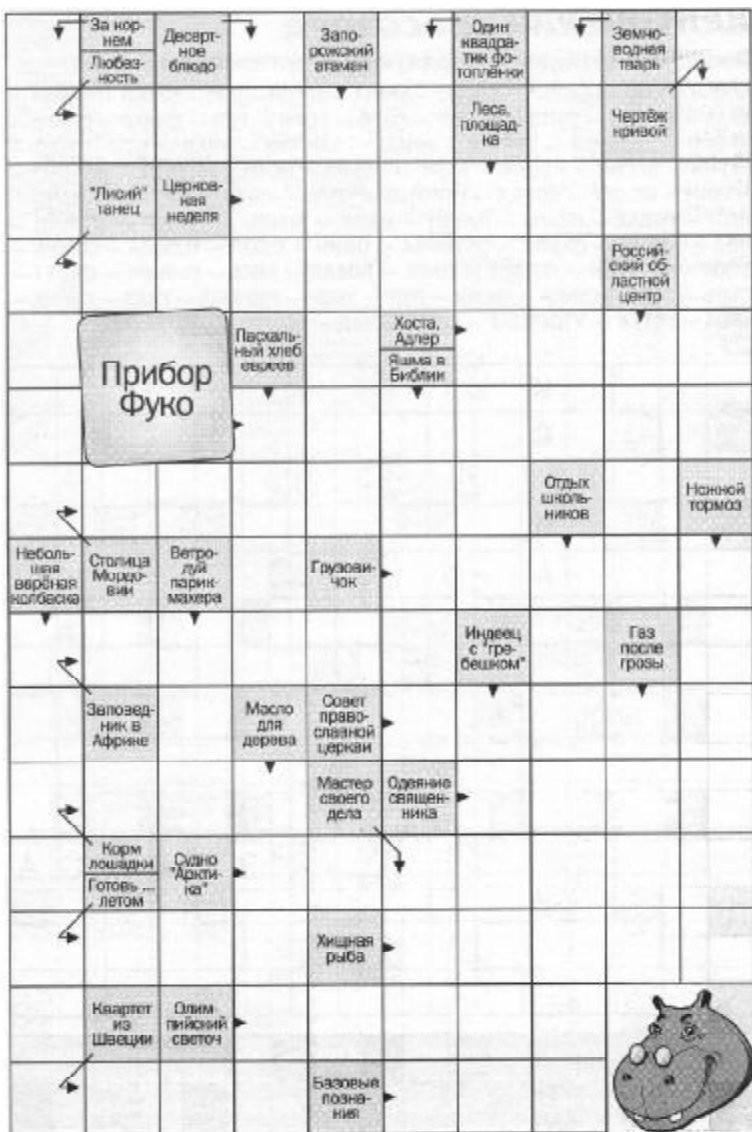 За кор-
нем
Любез-
ность
Десерт-
ное
блюдо
Запо-
рожский
атаман
Один
квадра-
тик фо-
топлёнки
Земно-
водная
тварь
Леса,
площад-
ка
Чертёж
кривой
"Лисий"
танец
Церков-
ная
неделя
Россий-
ский об-
ластной
центр
Прибор
Фуко
Пасхаль-
ный хлеб
евреев
Хоста,
Адлер
Яшма в
Библии
Отдых
школь-
ников
Ножной
тормоз
Неболь-
шая
варёная
колбаска
Столица
Мордо-
вии
Ветро-
дуй
парик-
махера
Грузови-
чок
Индеец
с "гре-
бешком"
Газ
после
грозы
Заповед-
ник в
Африке
Масло
для
дерева
Совет
право-
славной
церкви
Мастер
своего
дела
Одеяние
священ-
ника
Корм
лошадки
Готовь ...
летом
Судно
"Аркти-
ка"
Хищная
рыба
Квартет
из
Швеции
Олим-
пийский
светоч
Базовые
позна-
ния